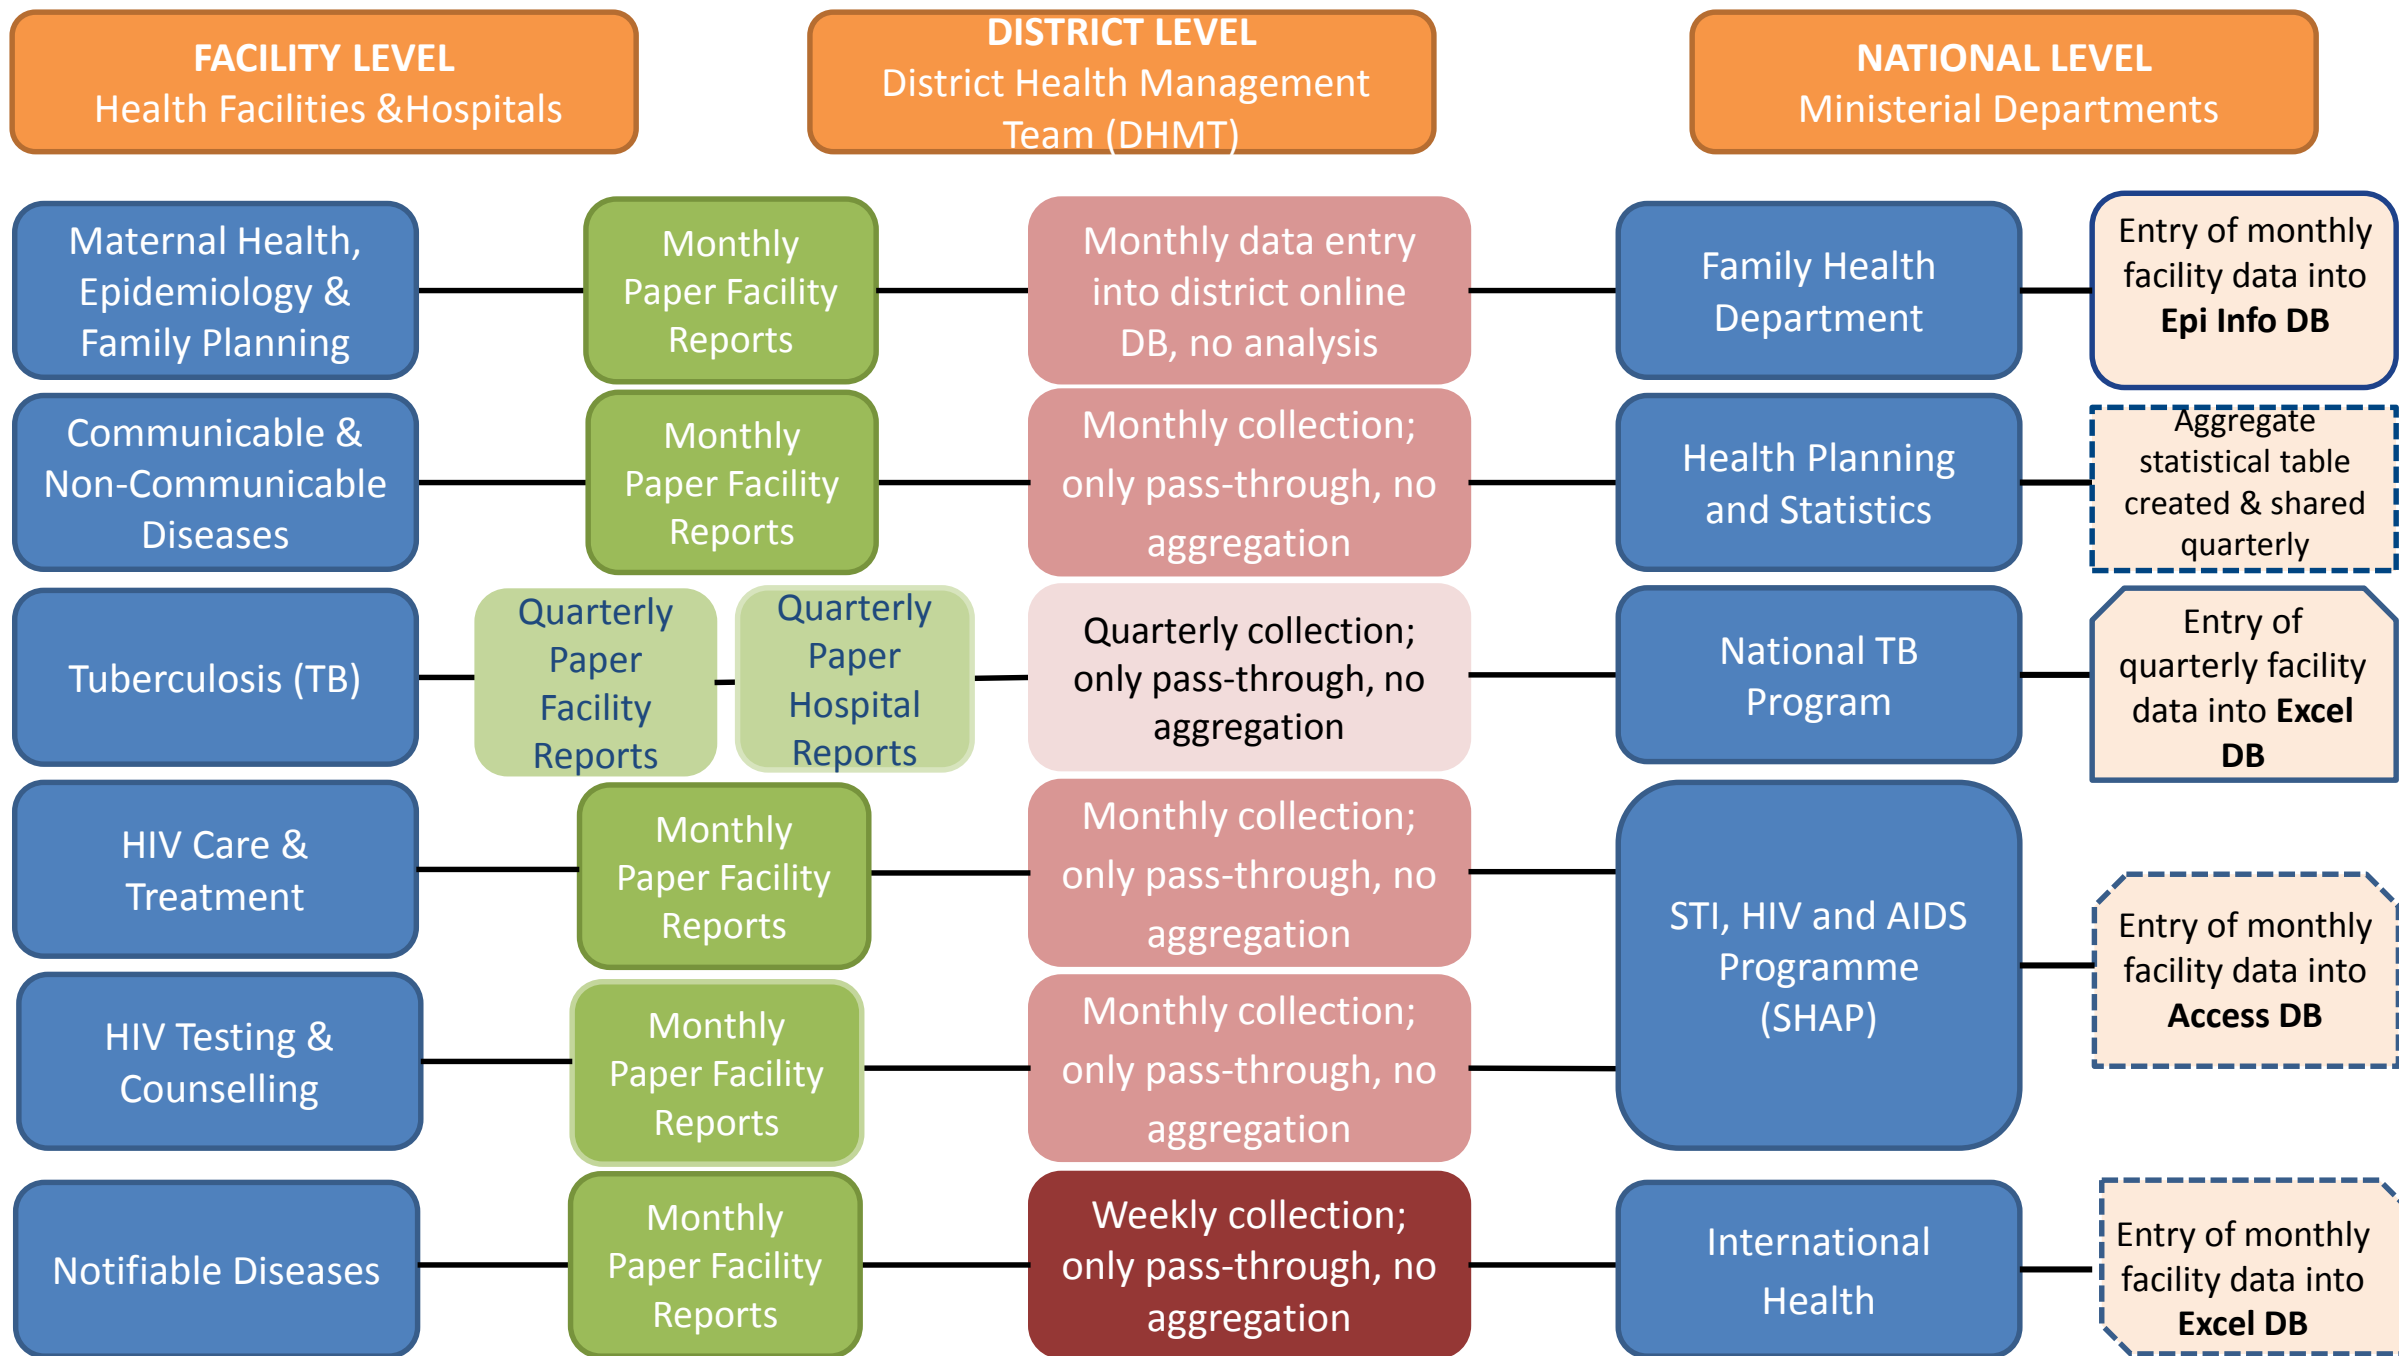 FACILITY LEVEL
Health Facilities &Hospitals
DISTRICT LEVEL
District Health Management
Team (DHMT)
NATIONAL LEVEL
Ministerial Departments
Maternal Health,
Epidemiology &
Family Planning
Monthly
Paper Facility
Reports
Monthly data entry
into district online
DB, no analysis
Family Health
Department
Entry of monthly
facility data into
Epi Info DB
Communicable &
Non-Communicable
Diseases
Monthly
Paper Facility
Reports
Monthly collection;
only pass-through, no
aggregation
Health Planning
and Statistics
Aggregate
statistical table
created & shared
quarterly
Tuberculosis (TB)
Quarterly
Paper
Facility
Reports
Quarterly
Paper
Hospital
Reports
Quarterly collection;
only pass-through, no
aggregation
National TB
Program
Entry of
quarterly facility
data into Excel
DB
HIV Care &
Treatment
Monthly
Paper Facility
Reports
Monthly collection;
only pass-through, no
aggregation
STI, HIV and AIDS
Programme
(SHAP)
Entry of monthly
facility data into
Access DB
HIV Testing &
Counselling
Monthly
Paper Facility
Reports
Monthly collection;
only pass-through, no
aggregation
Notifiable Diseases
Monthly
Paper Facility
Reports
Weekly collection;
only pass-through, no
aggregation
International
Health
Entry of monthly
facility data into
Excel DB